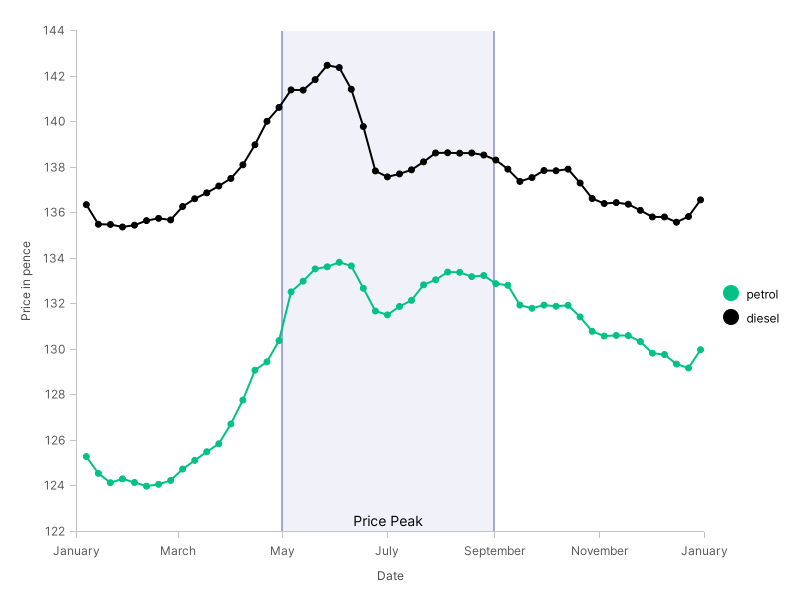 144
142
140
138
136
134
132
130
128
126
124
122
Price in pence
Price Peak
January March May July September November January
Date
petrol
diesel